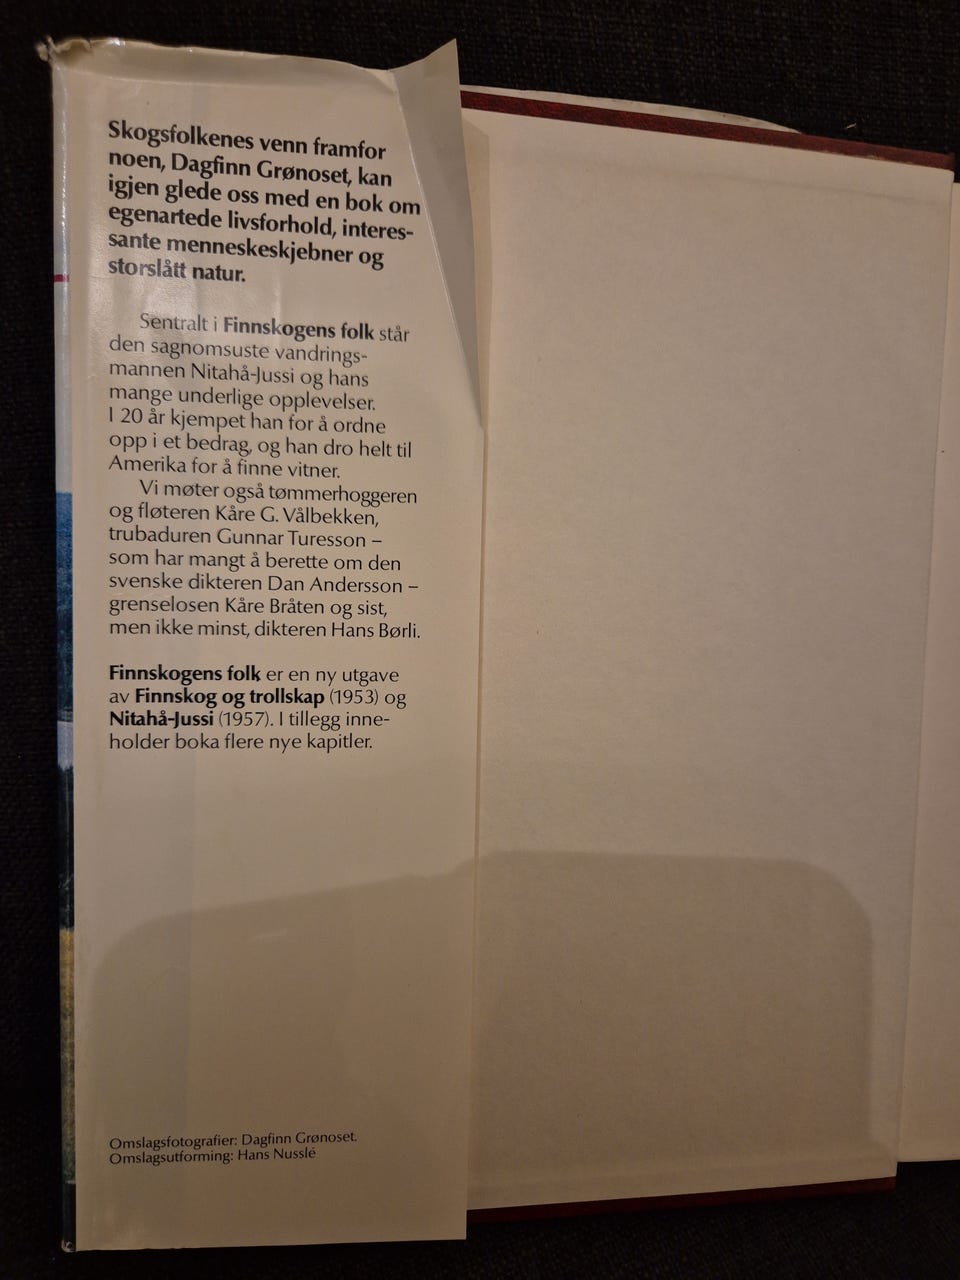 Skogsfolkenes venn framfor
noen, Dagfinn Grønoset, kan
igjen glede oss med en bok om
egenartede livsforhold, interes-
sante menneskeskjebner og
storslått natur.
Sentralt i Finnskogens folk står
den sagnomsuste vandrings-
mannen Nitahå-Jussi og hans
mange underlige opplevelser.
I 20 år kjempet han for å ordne
opp i et bedrag, og han dro helt til
Amerika for å finne vitner.
Vi møter også tømmerhoggeren
og fløteren Kåre G. Vålbekken,
trubaduren Gunnar Turesson –
som har mangt å berette om den
svenske dikteren Dan Andersson –
grenselosen Kåre Bråten og sist,
men ikke minst, dikteren Hans Børli.
Finnskogens folk er en ny utgave
av Finnskog og trollskap (1953) og
Nitahå-Jussi (1957). I tillegg inne-
holder boka flere nye kapitler.
Omslagsfotografier: Dagfinn Grønoset.
Omslagsutforming: Hans Nusslé